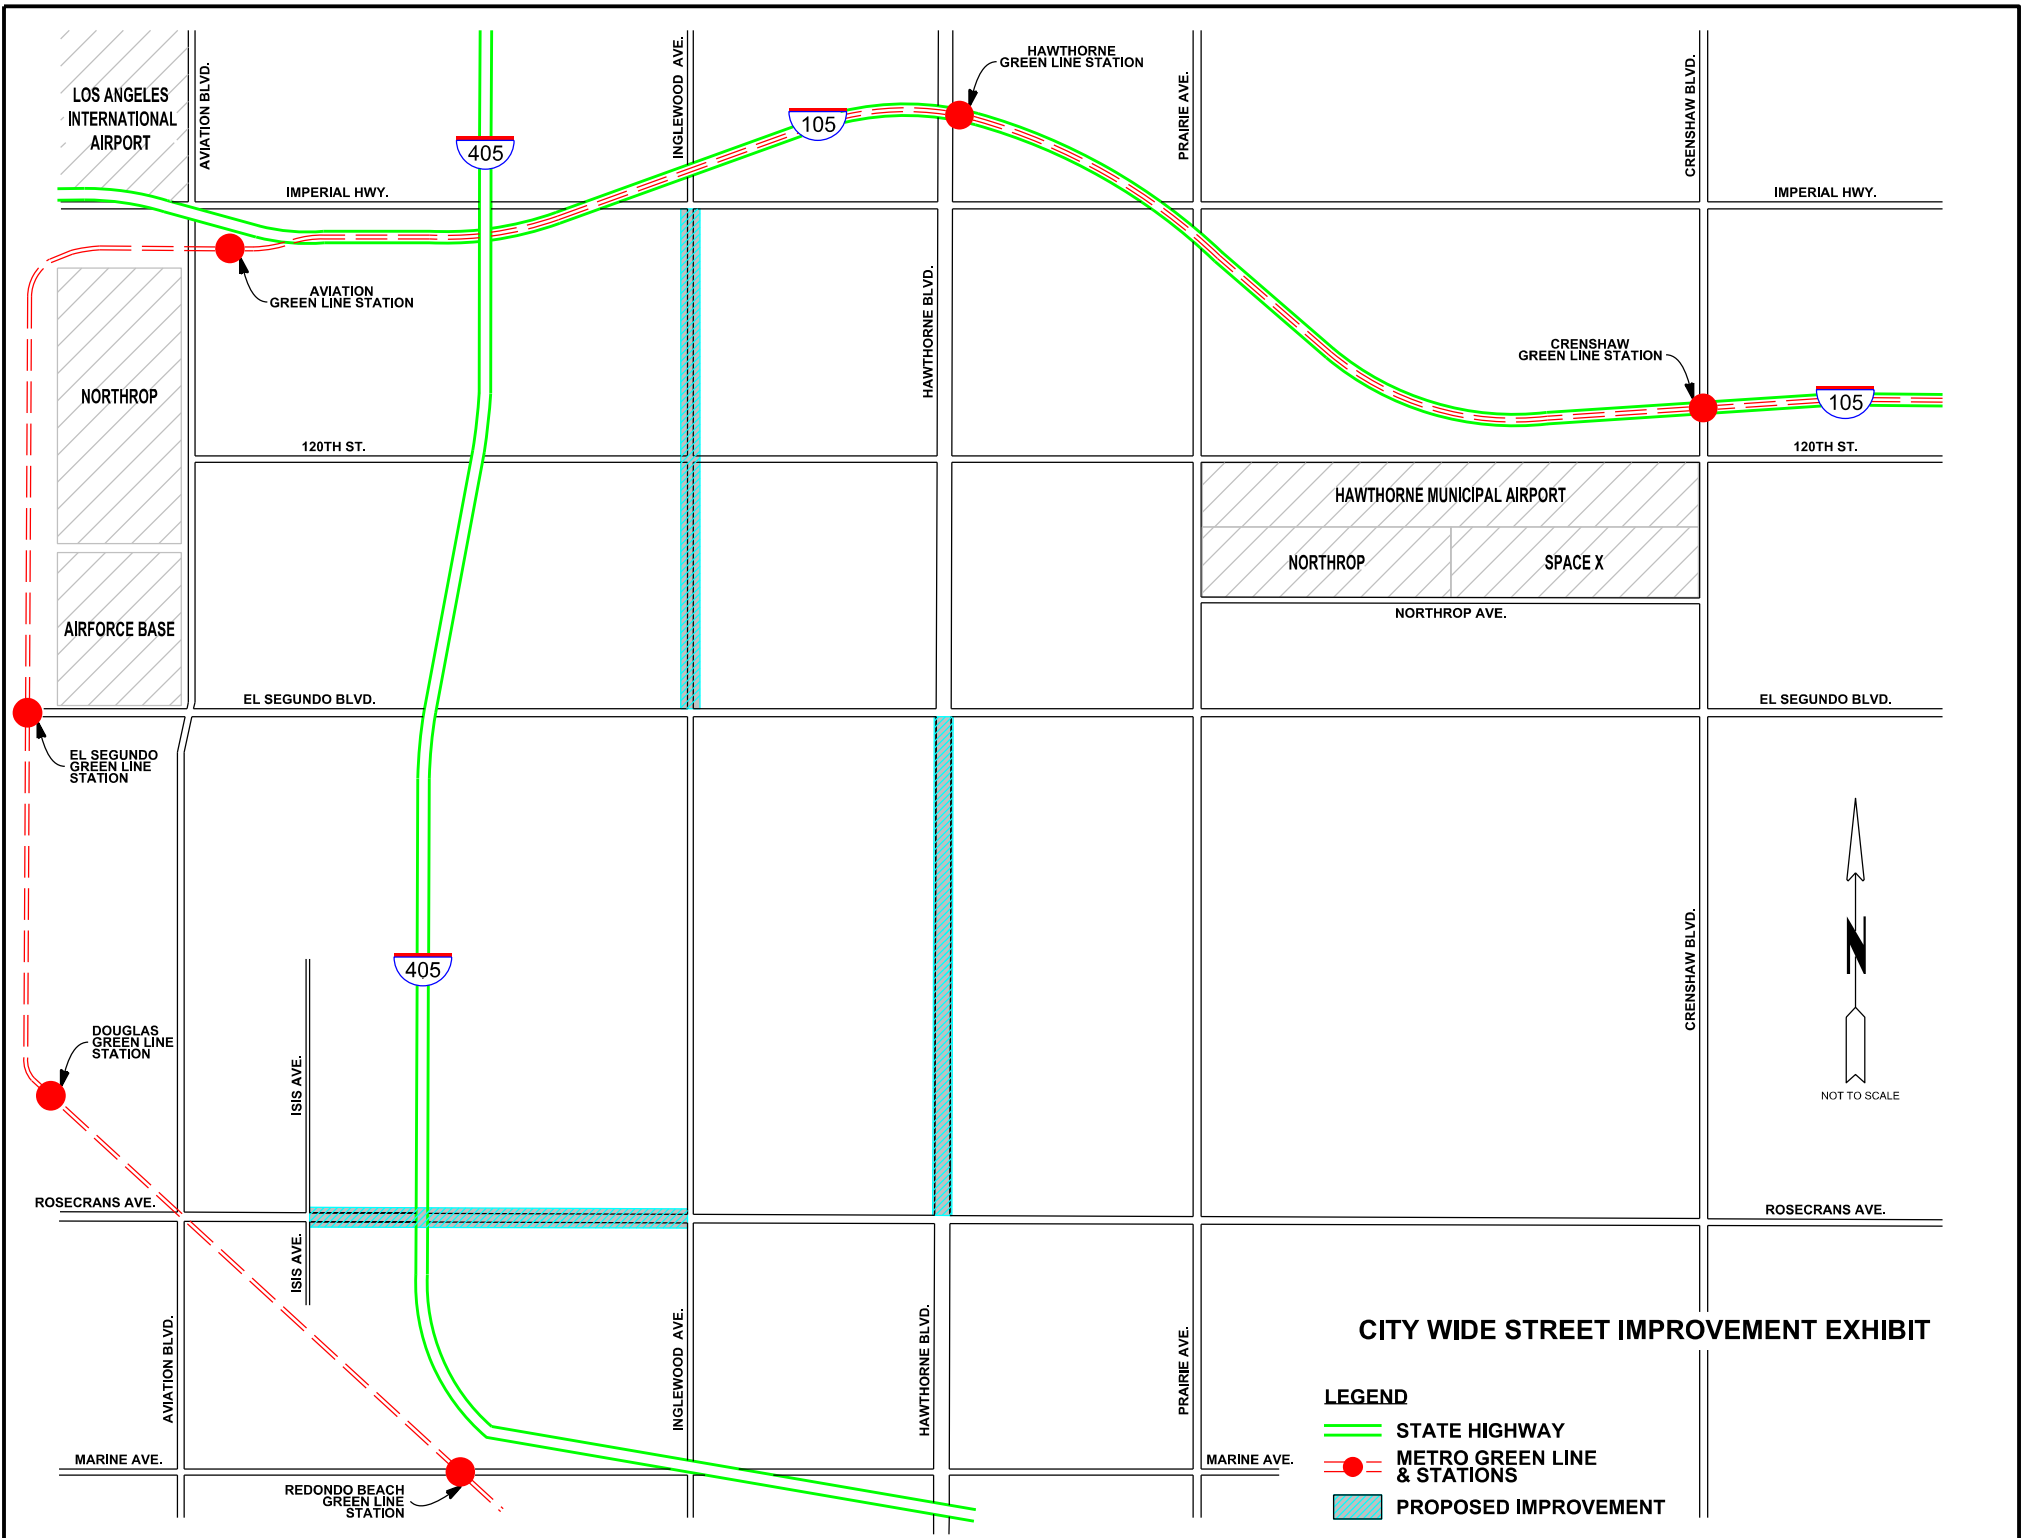 HAWTHORNE
GREEN LINE STATION
LOS ANGELES
INTERNATIONAL
AIRPORT
AVIATION BLVD.
INGLEWOOD AVE.
PRAIRIE AVE.
CRENSHAW BLVD.
405
105
IMPERIAL HWY.
IMPERIAL HWY.
AVIATION
GREEN LINE STATION
HAWTHORNE BLVD.
CRENSHAW
GREEN LINE STATION
NORTHROP
105
120TH ST.
120TH ST.
HAWTHORNE MUNICIPAL AIRPORT
NORTHROP
SPACE X
NORTHROP AVE.
AIRFORCE BASE
EL SEGUNDO BLVD.
EL SEGUNDO BLVD.
EL SEGUNDO
GREEN LINE
STATION
405
CRENSHAW BLVD.
N
NOT TO SCALE
DOUGLAS
GREEN LINE
STATION
ISIS AVE.
ROSECRANS AVE.
ROSECRANS AVE.
ISIS AVE.
AVIATION BLVD.
INGLEWOOD AVE.
HAWTHORNE BLVD.
PRAIRIE AVE.
CITY WIDE STREET IMPROVEMENT EXHIBIT
LEGEND
STATE HIGHWAY
METRO GREEN LINE
& STATIONS
PROPOSED IMPROVEMENT
MARINE AVE.
MARINE AVE.
REDONDO BEACH
GREEN LINE
STATION